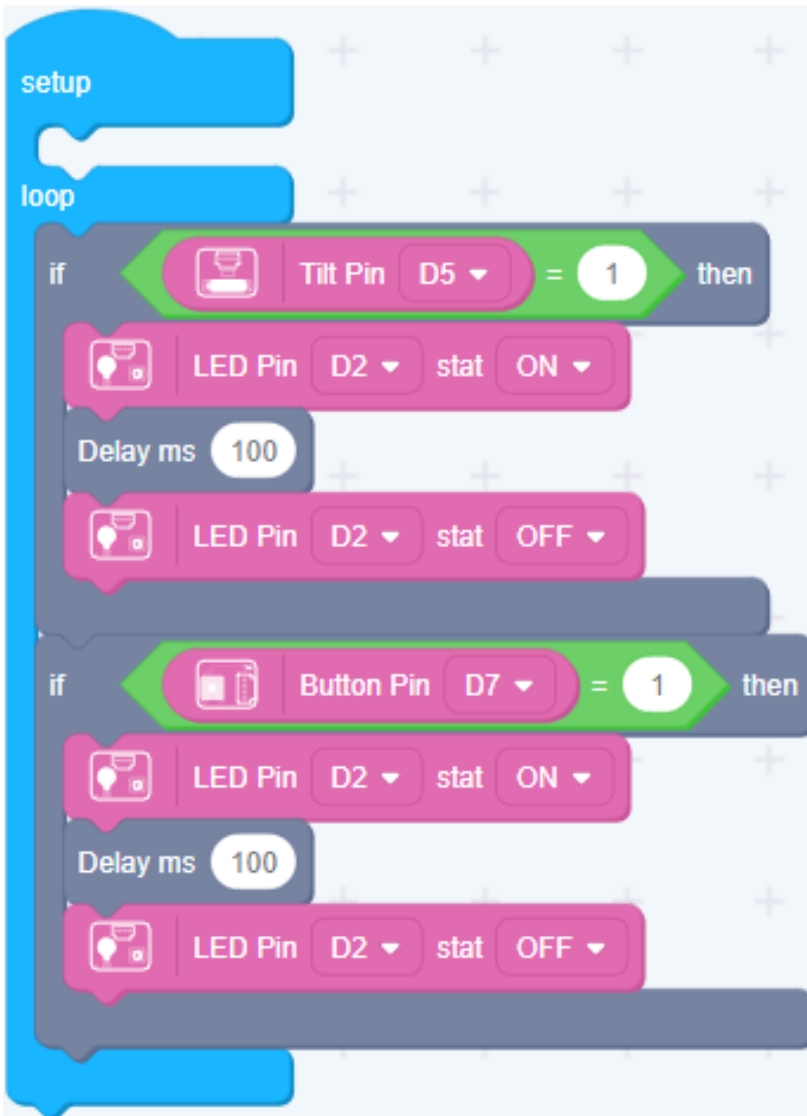 setup
loop
if Tilt Pin D5 = 1 then
LED Pin D2 stat ON
Delay ms 100
LED Pin D2 stat OFF
if Button Pin D7 = 1 then
LED Pin D2 stat ON
Delay ms 100
LED Pin D2 stat OFF